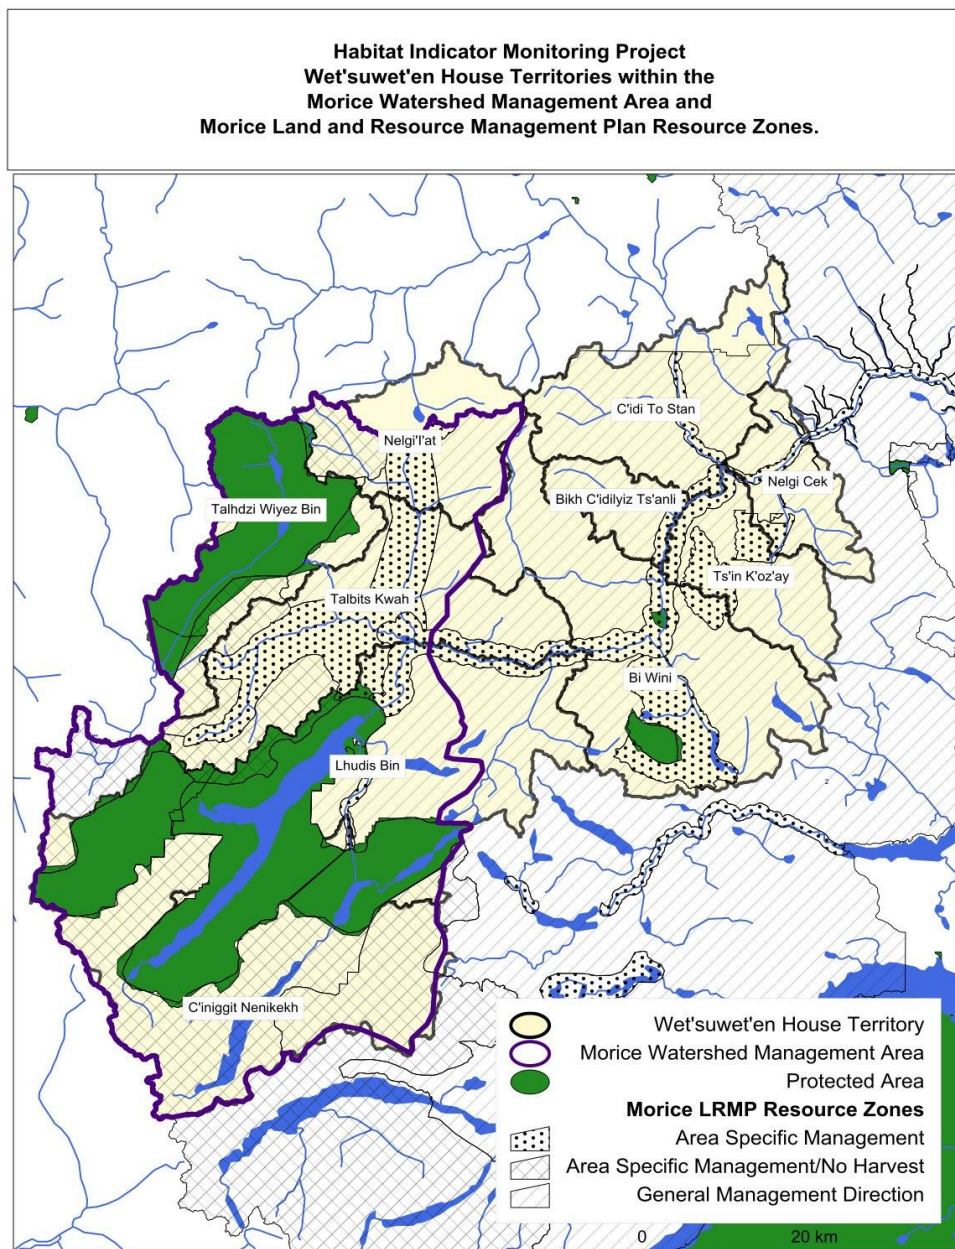 Habitat Indicator Monitoring Project
Wet'suwet'en House Territories within the
Morice Watershed Management Area and
Morice Land and Resource Management Plan Resource Zones.
C'idi To Stan
Nelgi'l'at
Nelgi Cek
Bikh C'idilyiz Ts'anli
Talhdzi Wiyez Bin
Ts'in K'oz'ay
Talbits Kwah
Bi Wini
Lhudis Bin
2
C'iniggit Nenikekh
Wet'suwet'en House Territory
Morice Watershed Management Area
Protected Area
Morice LRMP Resource Zones
Area Specific Management
Area Specific Management/No Harvest
General Management Direction
0 20 km